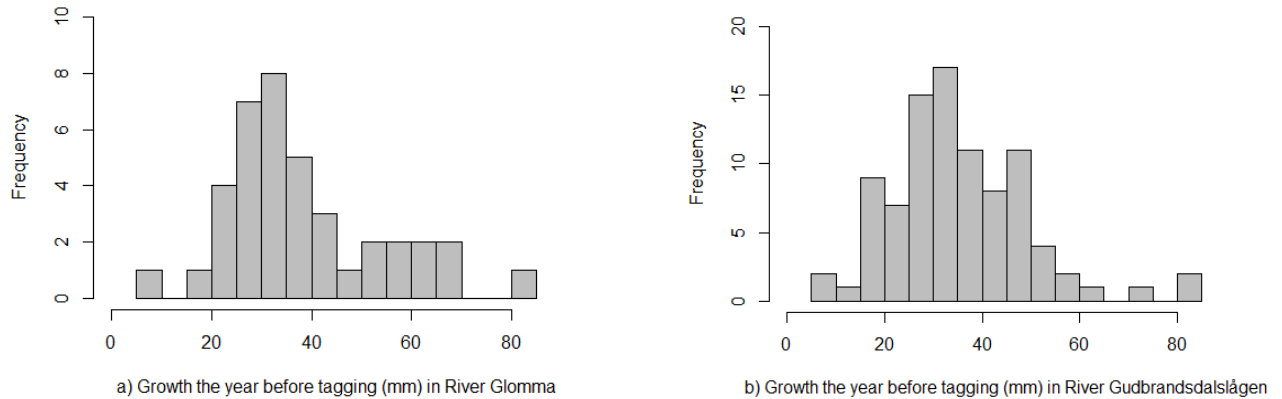 10
8
6
4
2
0
Frequency
0 20 40 60 80
a) Growth the year before tagging (mm) in River Glomma
20
15
10
5
0
Frequency
0 20 40 60 80
b) Growth the year before tagging (mm) in River Gudbrandsdalslågen